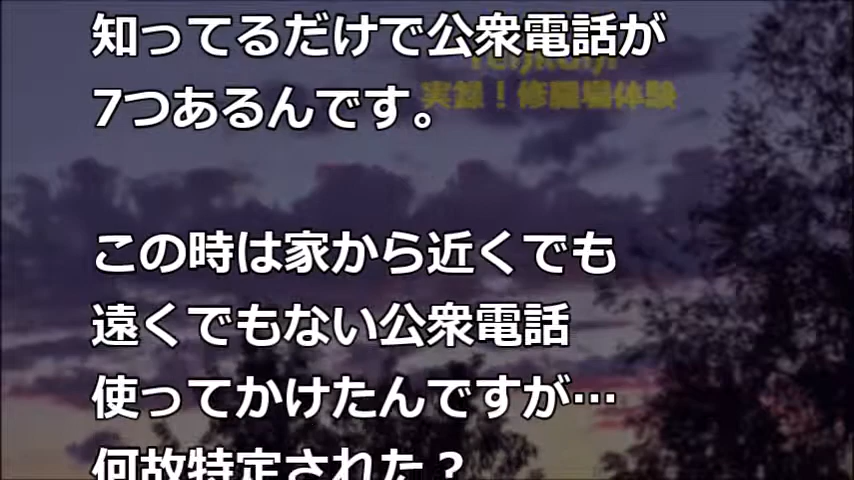 知ってるだけで公衆電話が
7つあるんです。
実録！修羅場体験
この時は家から近くでも
遠くでもない公衆電話
使ってかけたんですが…
何故特定された？